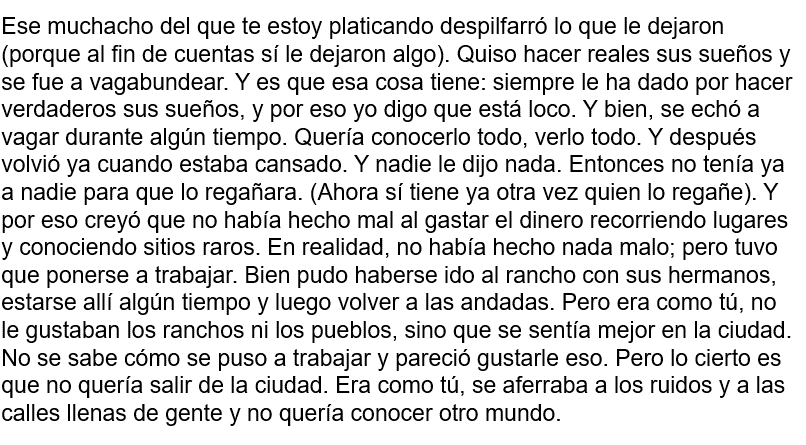 Ese muchacho del que te estoy platicando despilfarró lo que le dejaron
(porque al fin de cuentas sí le dejaron algo). Quiso hacer reales sus sueños y
se fue a vagabundear. Y es que esa cosa tiene: siempre le ha dado por hacer
verdaderos sus sueños, y por eso yo digo que está loco. Y bien, se echó a
vagar durante algún tiempo. Quería conocerlo todo, verlo todo. Y después
volvió ya cuando estaba cansado. Y nadie le dijo nada. Entonces no tenía ya
a nadie para que lo regañara. (Ahora sí tiene ya otra vez quien lo regañe). Y
por eso creyó que no había hecho mal al gastar el dinero recorriendo lugares
y conociendo sitios raros. En realidad, no había hecho nada malo; pero tuvo
que ponerse a trabajar. Bien pudo haberse ido al rancho con sus hermanos,
estarse allí algún tiempo y luego volver a las andadas. Pero era como tú, no
le gustaban los ranchos ni los pueblos, sino que se sentía mejor en la ciudad.
No se sabe cómo se puso a trabajar y pareció gustarle eso. Pero lo cierto es
que no quería salir de la ciudad. Era como tú, se aferraba a los ruidos y a las
calles llenas de gente y no quería conocer otro mundo.